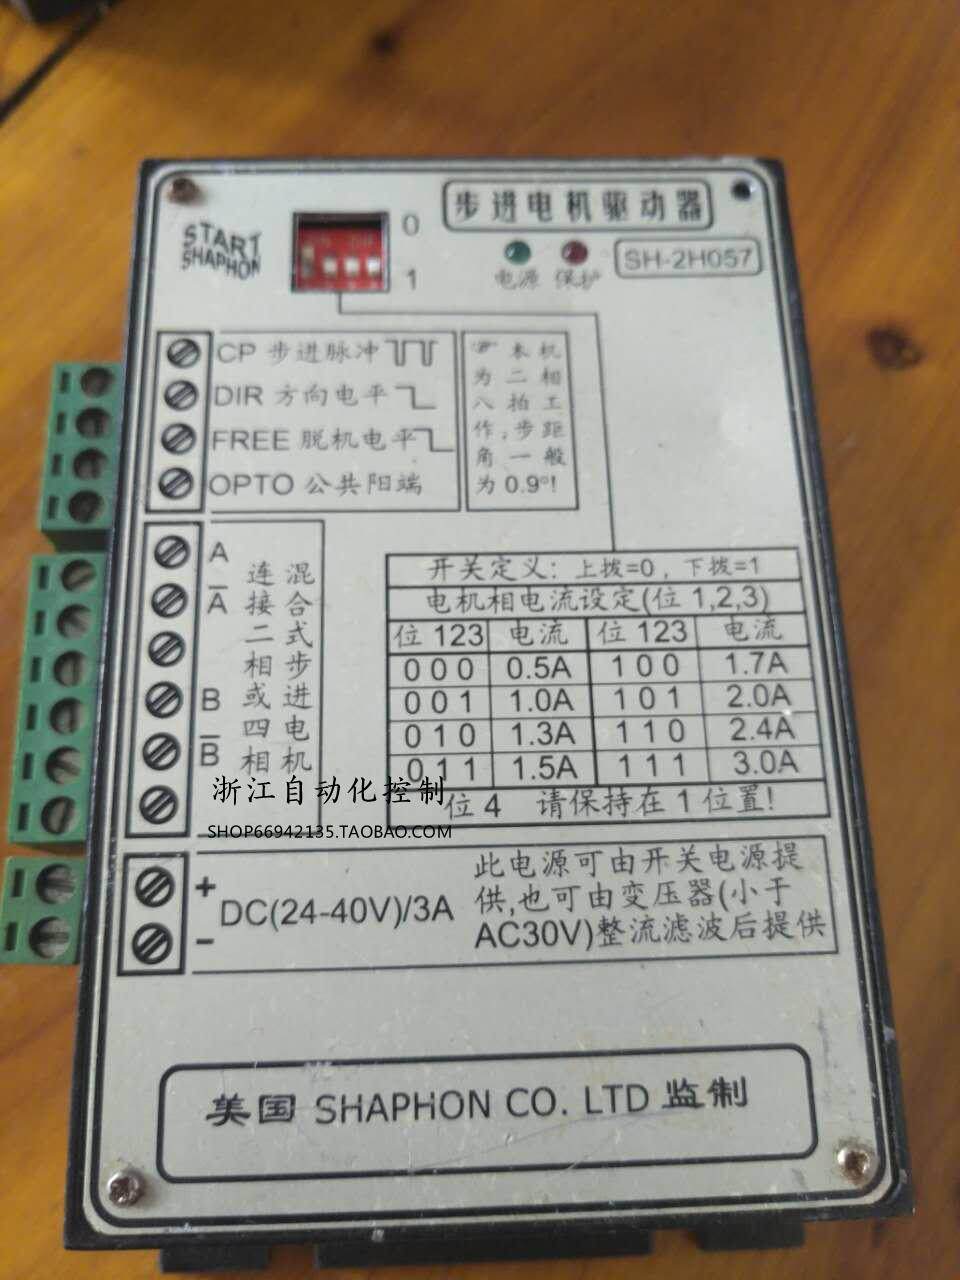 步进电机驱动器
START
SHAPHON
0
1
电源 保护
SH-2H057
CP 步进脉冲
DIR 方向电平
FREE 脱机电平
OPTO 公共阳端
☞ 本机
为二相
八拍工
作,步距
角一般
为0.9°!
A
A̅
B
B̅
连接二相或四相
混合式步进电机
开关定义: 上拨=0, 下拨=1
电机相电流设定(位1,2,3)
位 123 电流 位 123 电流
0 0 0 0.5A 1 0 0 1.7A
0 0 1 1.0A 1 0 1 2.0A
0 1 0 1.3A 1 1 0 2.4A
0 1 1 1.5A 1 1 1 3.0A
位 4 请保持在 1 位置!
浙江自动化控制
SHOP66942135.TAOBAO.COM
+
−
DC(24-40V)/3A
此电源可由开关电源提
供,也可由变压器(小于
AC30V)整流滤波后提供
美国 SHAPHON CO. LTD 监制